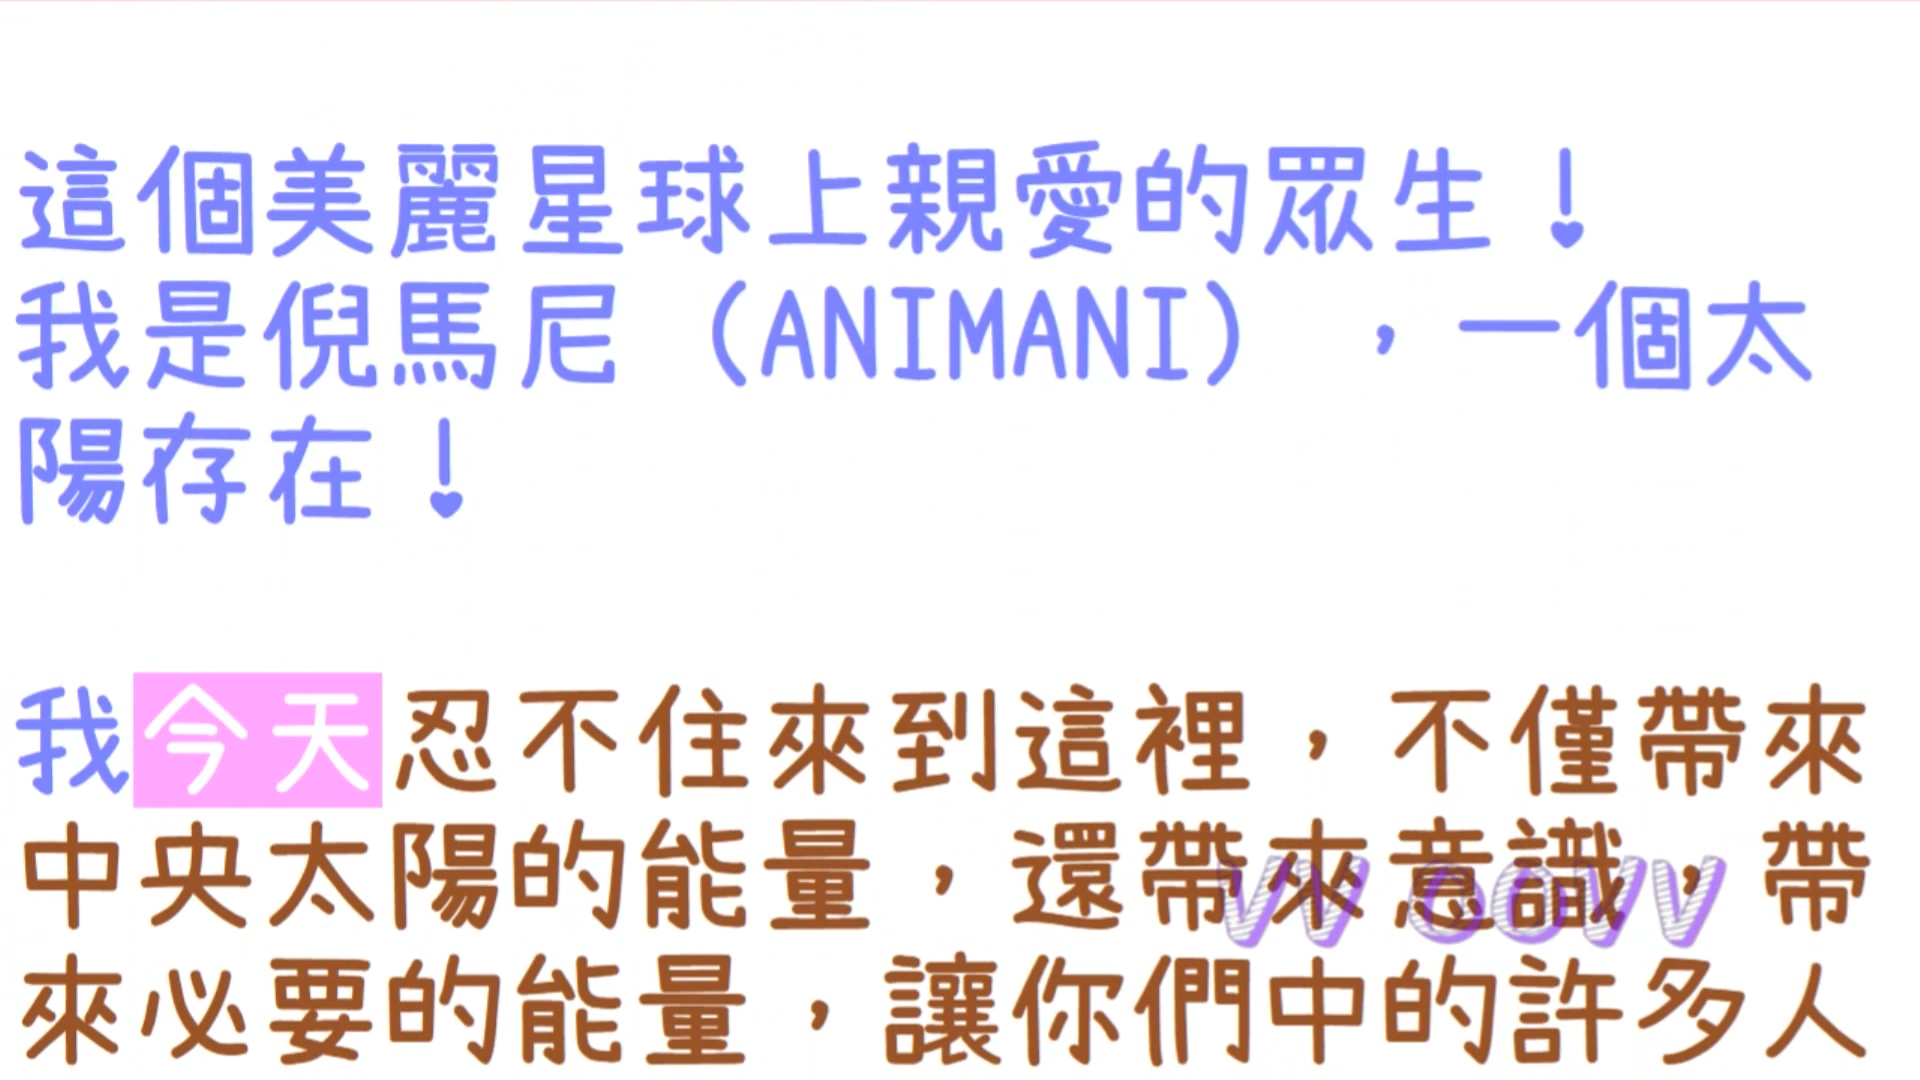 這個美麗星球上親愛的眾生！
我是倪馬尼（ANIMANI），一個太
陽存在！
我今天忍不住來到這裡，不僅帶來
中央太陽的能量，還帶來意識，帶
來必要的能量，讓你們中的許多人
VV OOVV